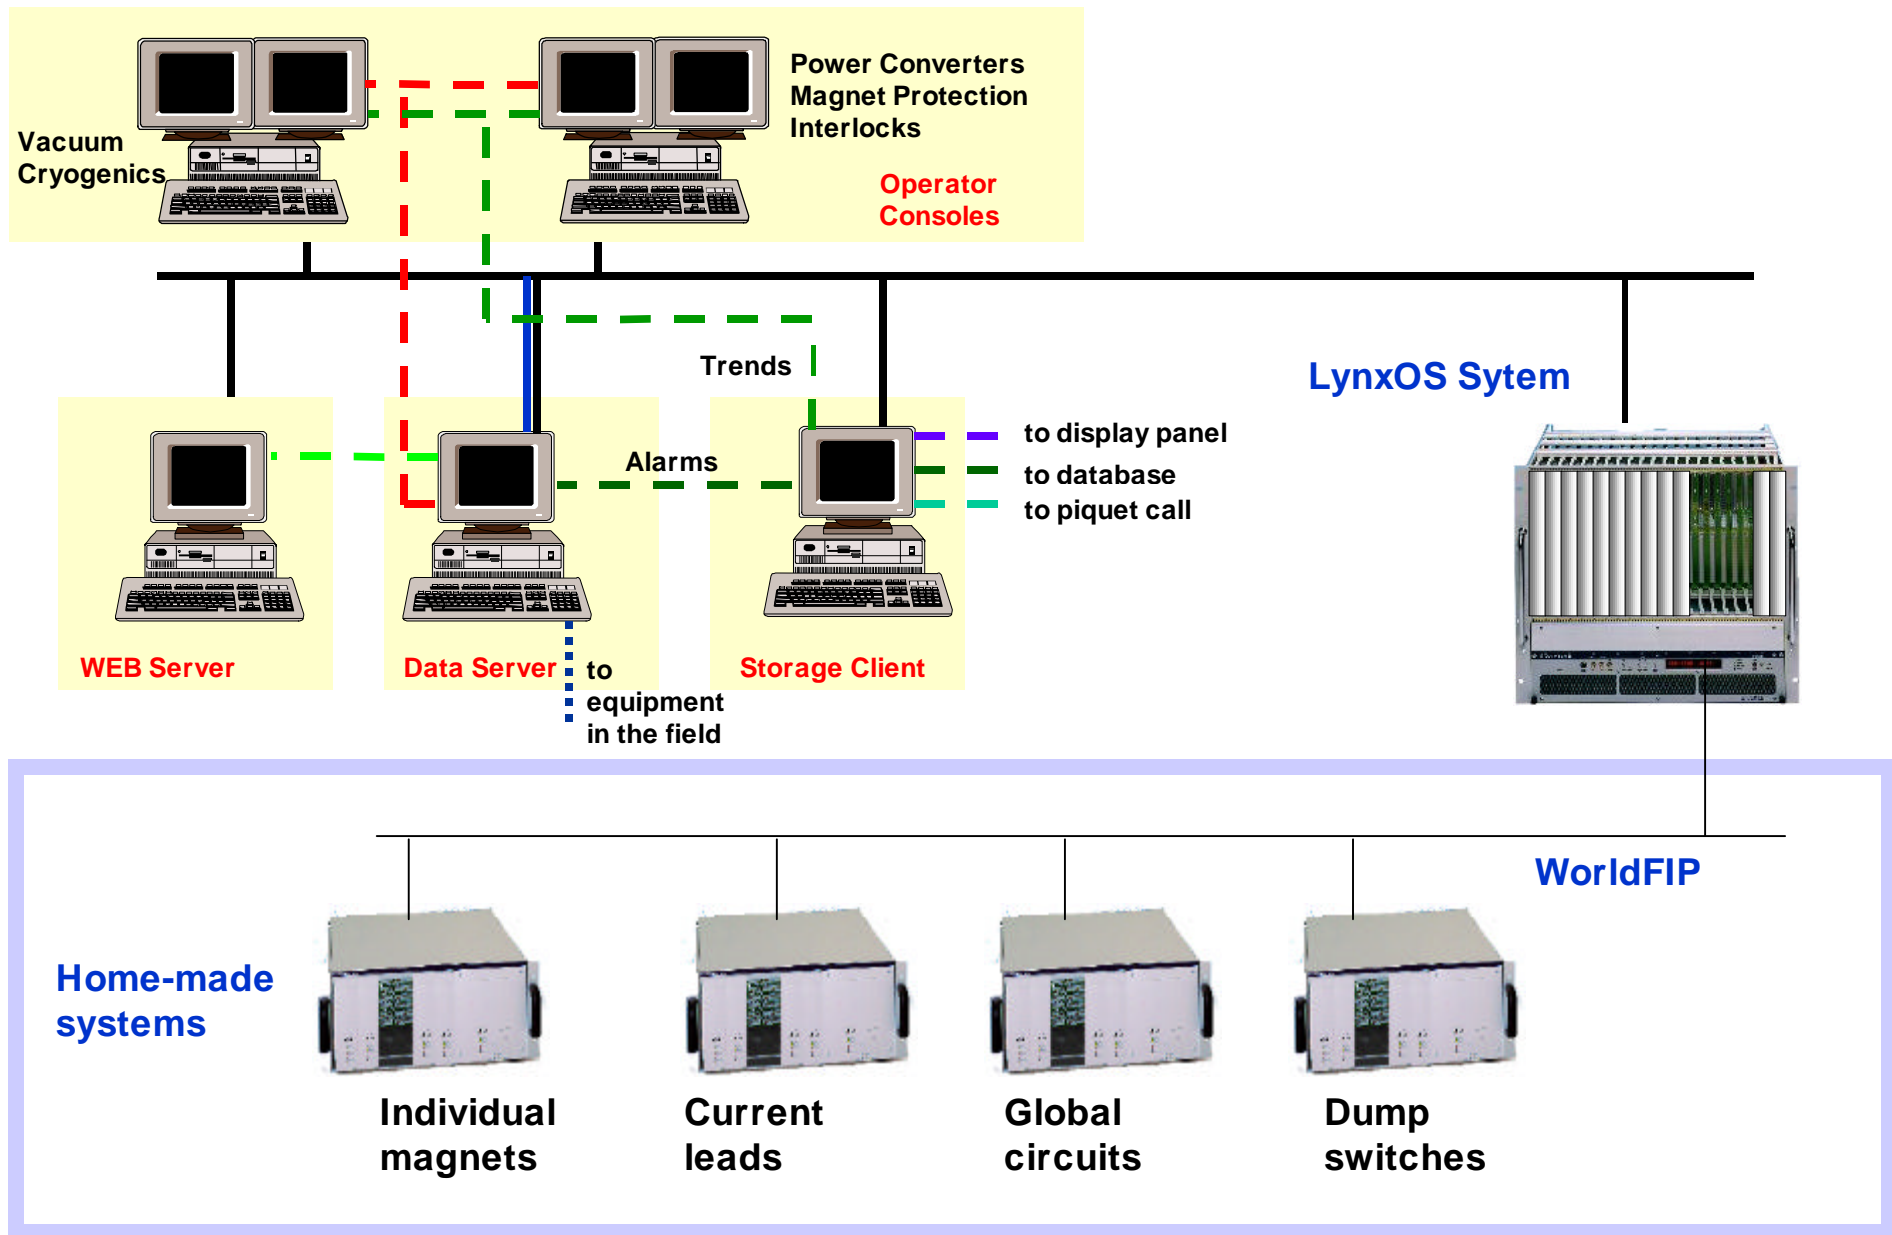 Power Converters
Magnet Protection
Interlocks
Vacuum
Cryogenics
Operator
Consoles
Trends
LynxOS Sytem
to display panel
Alarms
to database
to piquet call
WEB Server
Data Server
to
equipment
in the field
Storage Client
WorldFIP
Home-made
systems
Individual
magnets
Current
leads
Global
circuits
Dump
switches